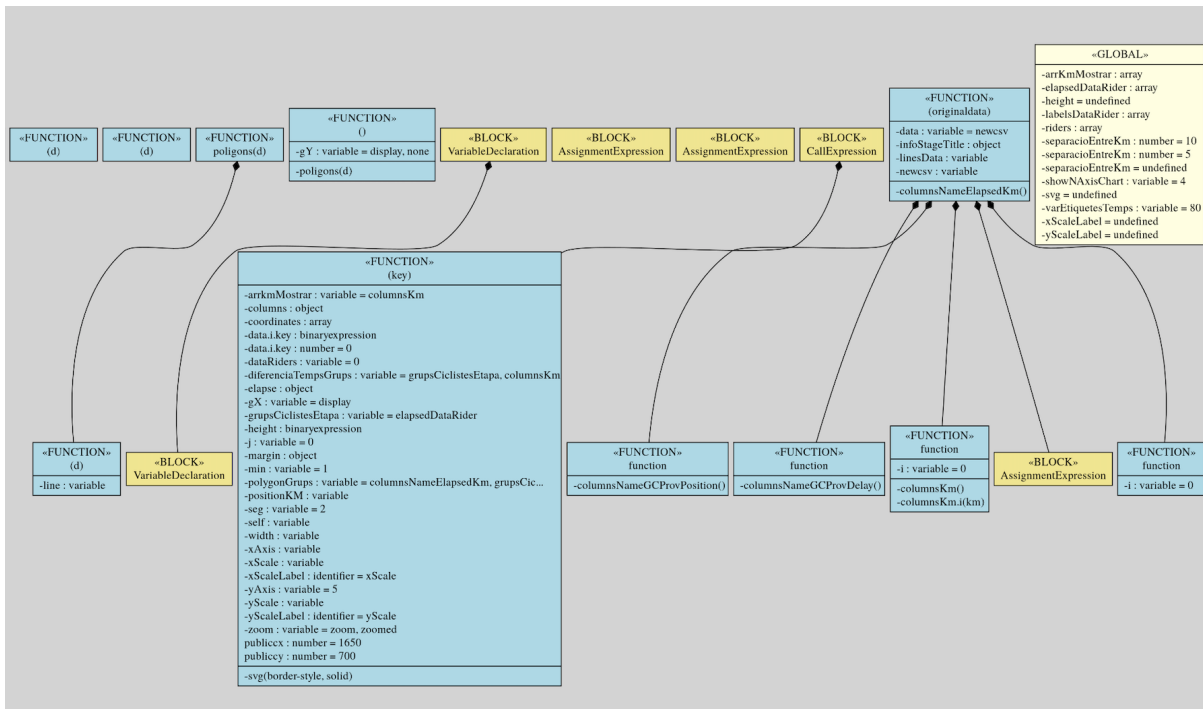 «GLOBAL»
-arrKmMostrar : array
-elapsedDataRider : array
-height = undefined
-labelsDataRider : array
-riders : array
-separacioEntreKm : number = 10
-separacioEntreKm : number = 5
-separacioEntreKm = undefined
-showNAxisChart : variable = 4
-svg = undefined
-varEtiquetesTemps : variable = 80
-xScaleLabel = undefined
-yScaleLabel = undefined
«FUNCTION»
(d)
«FUNCTION»
(d)
«FUNCTION»
poligons(d)
«FUNCTION»
()
-gY : variable = display, none
-poligons(d)
«BLOCK»
VariableDeclaration
«BLOCK»
AssignmentExpression
«BLOCK»
AssignmentExpression
«BLOCK»
CallExpression
«FUNCTION»
(originaldata)
-data : variable = newcsv
-infoStageTitle : object
-linesData : variable
-newcsv : variable
-columnsNameElapsedKm()
«FUNCTION»
(d)
-line : variable
«BLOCK»
VariableDeclaration
«FUNCTION»
(key)
-arrkmMostrar : variable = columnsKm
-columns : object
-coordinates : array
-data.i.key : binaryexpression
-data.i.key : number = 0
-dataRiders : variable = 0
-diferenciaTempsGrups : variable = grupsCiclistesEtapa, columnsKm
-elapse : object
-gX : variable = display
-grupsCiclistesEtapa : variable = elapsedDataRider
-height : binaryexpression
-j : variable = 0
-margin : object
-min : variable = 1
-polygonGrups : variable = columnsNameElapsedKm, grupsCic...
-positionKM : variable
-seg : variable = 2
-self : variable
-width : variable
-xAxis : variable
-xScale : variable
-xScaleLabel : identifier = xScale
-yAxis : variable = 5
-yScale : variable
-yScaleLabel : identifier = yScale
-zoom : variable = zoom, zoomed
publiccx : number = 1650
publiccy : number = 700
-svg(border-style, solid)
«FUNCTION»
function
-columnsNameGCProvPosition()
«FUNCTION»
function
-columnsNameGCProvDelay()
«FUNCTION»
function
-i : variable = 0
-columnsKm()
-columnsKm.i(km)
«BLOCK»
AssignmentExpression
«FUNCTION»
function
-i : variable = 0